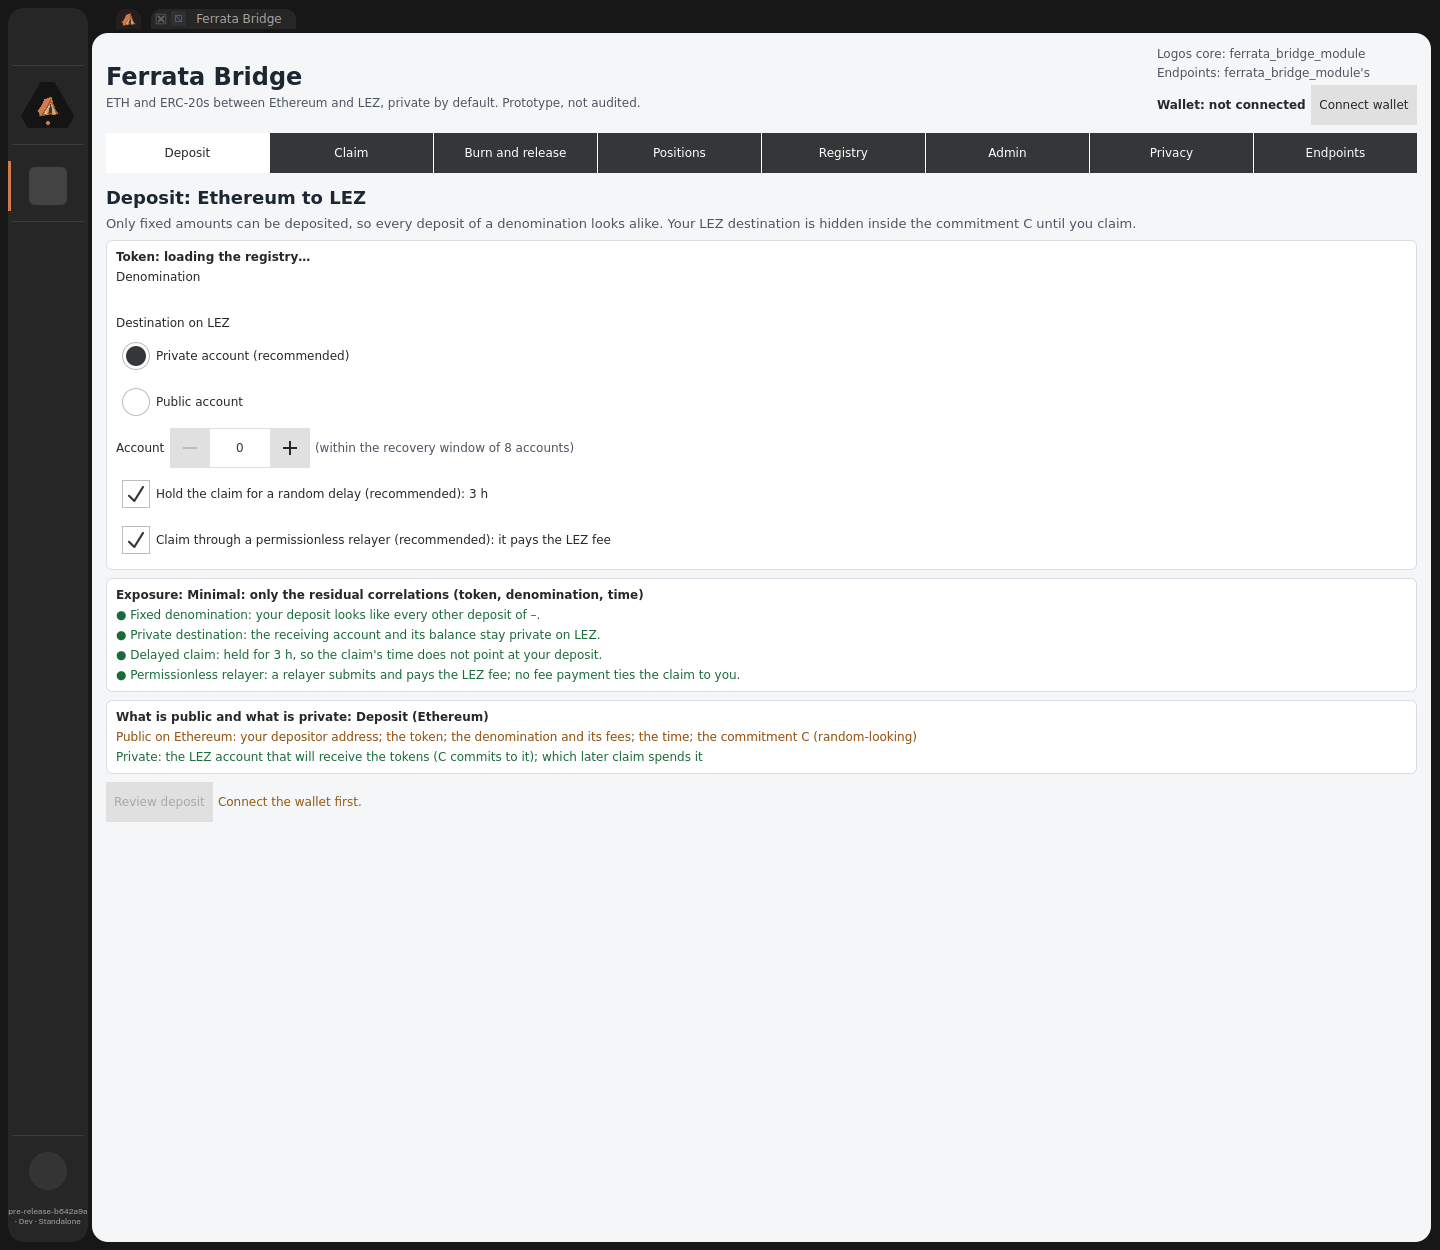 Ferrata Bridge
Ferrata Bridge
ETH and ERC-20s between Ethereum and LEZ, private by default. Prototype, not audited.
Logos core: ferrata_bridge_module
Endpoints: ferrata_bridge_module's
Wallet: not connected
Connect wallet
Deposit
Claim
Burn and release
Positions
Registry
Admin
Privacy
Endpoints
Deposit: Ethereum to LEZ
Only fixed amounts can be deposited, so every deposit of a denomination looks alike. Your LEZ destination is hidden inside the commitment C until you claim.
Token: loading the registry…
Denomination
Destination on LEZ
Private account (recommended)
Public account
Account − 0 + (within the recovery window of 8 accounts)
Hold the claim for a random delay (recommended): 3 h
Claim through a permissionless relayer (recommended): it pays the LEZ fee
Exposure: Minimal: only the residual correlations (token, denomination, time)
● Fixed denomination: your deposit looks like every other deposit of –.
● Private destination: the receiving account and its balance stay private on LEZ.
● Delayed claim: held for 3 h, so the claim's time does not point at your deposit.
● Permissionless relayer: a relayer submits and pays the LEZ fee; no fee payment ties the claim to you.
What is public and what is private: Deposit (Ethereum)
Public on Ethereum: your depositor address; the token; the denomination and its fees; the time; the commitment C (random-looking)
Private: the LEZ account that will receive the tokens (C commits to it); which later claim spends it
Review deposit
Connect the wallet first.
pre-release-b642a9a
· Dev · Standalone